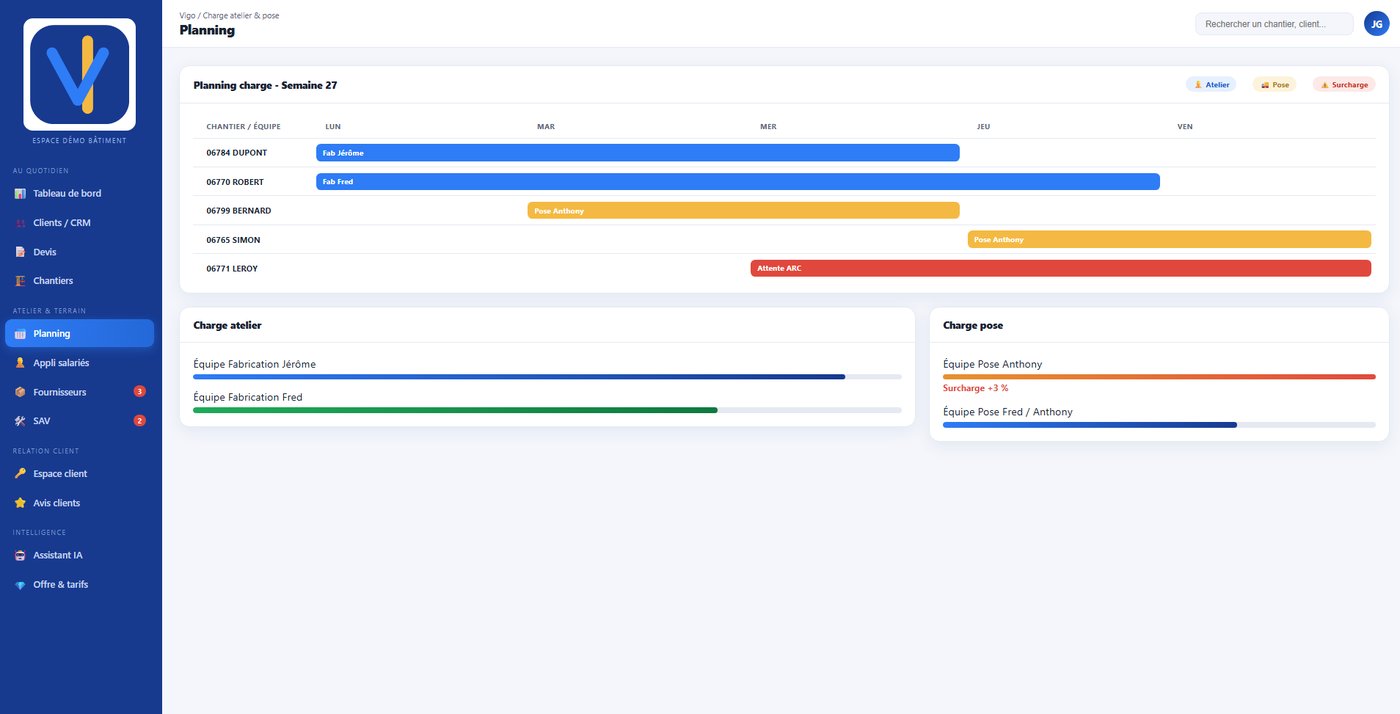 ESPACE DÉMO BÂTIMENT
AU QUOTIDIEN
Tableau de bord
Clients / CRM
Devis
Chantiers
ATELIER & TERRAIN
Planning
Appli salariés
Fournisseurs 3
SAV 2
RELATION CLIENT
Espace client
Avis clients
INTELLIGENCE
Assistant IA
Offre & tarifs
Vigo / Charge atelier & pose
Planning
Rechercher un chantier, client...
JG
Planning charge - Semaine 27
Atelier
Pose
Surcharge
CHANTIER / ÉQUIPE LUN MAR MER JEU VEN
06784 DUPONT Fab Jérôme
06770 ROBERT Fab Fred
06799 BERNARD Pose Anthony
06765 SIMON Pose Anthony
06771 LEROY Attente ARC
Charge atelier
Équipe Fabrication Jérôme
Équipe Fabrication Fred
Charge pose
Équipe Pose Anthony
Surcharge +3 %
Équipe Pose Fred / Anthony